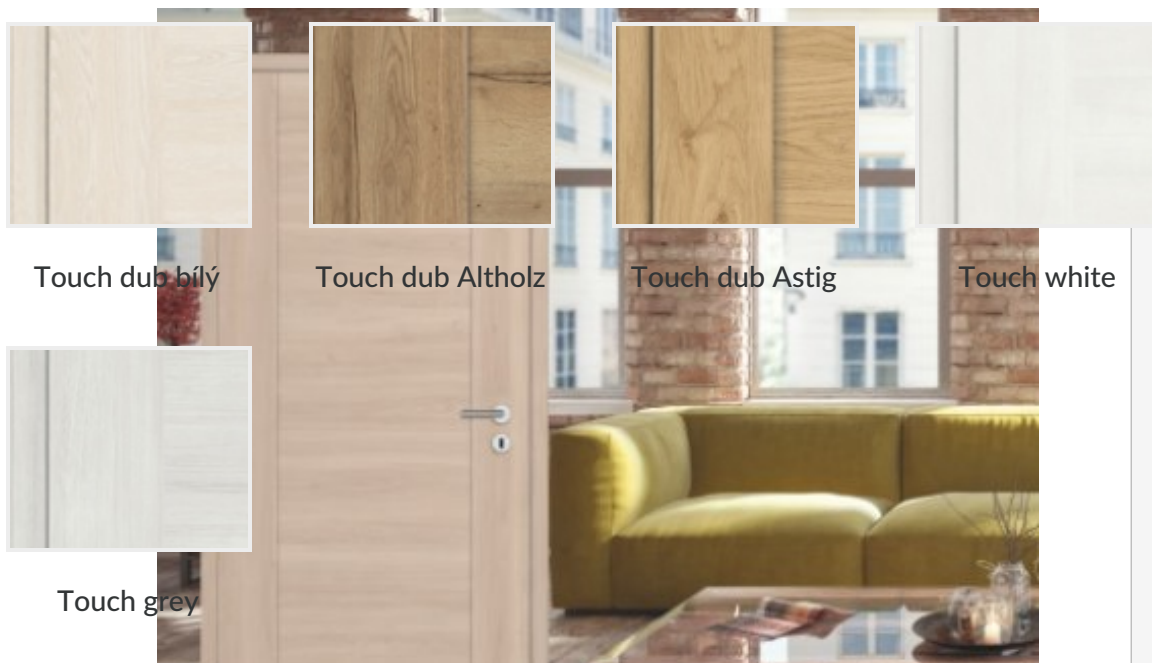 Touch dub bílý
Touch dub Altholz
Touch dub Astig
Touch white
Touch grey